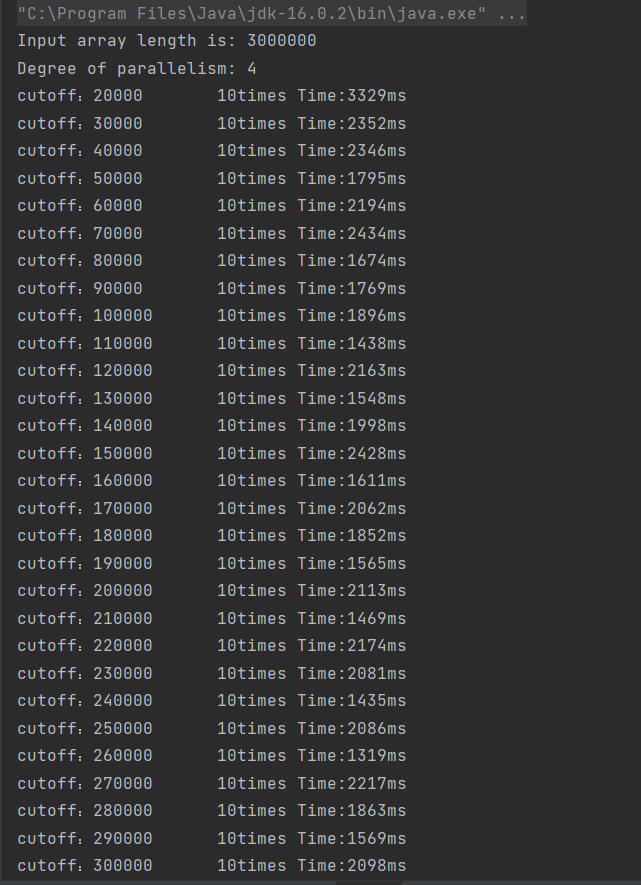 "C:\Program Files\Java\jdk-16.0.2\bin\java.exe" ...
Input array length is: 3000000
Degree of parallelism: 4
cutoff：20000 10times Time:3329ms
cutoff：30000 10times Time:2352ms
cutoff：40000 10times Time:2346ms
cutoff：50000 10times Time:1795ms
cutoff：60000 10times Time:2194ms
cutoff：70000 10times Time:2434ms
cutoff：80000 10times Time:1674ms
cutoff：90000 10times Time:1769ms
cutoff：100000 10times Time:1896ms
cutoff：110000 10times Time:1438ms
cutoff：120000 10times Time:2163ms
cutoff：130000 10times Time:1548ms
cutoff：140000 10times Time:1998ms
cutoff：150000 10times Time:2428ms
cutoff：160000 10times Time:1611ms
cutoff：170000 10times Time:2062ms
cutoff：180000 10times Time:1852ms
cutoff：190000 10times Time:1565ms
cutoff：200000 10times Time:2113ms
cutoff：210000 10times Time:1469ms
cutoff：220000 10times Time:2174ms
cutoff：230000 10times Time:2081ms
cutoff：240000 10times Time:1435ms
cutoff：250000 10times Time:2086ms
cutoff：260000 10times Time:1319ms
cutoff：270000 10times Time:2217ms
cutoff：280000 10times Time:1863ms
cutoff：290000 10times Time:1569ms
cutoff：300000 10times Time:2098ms